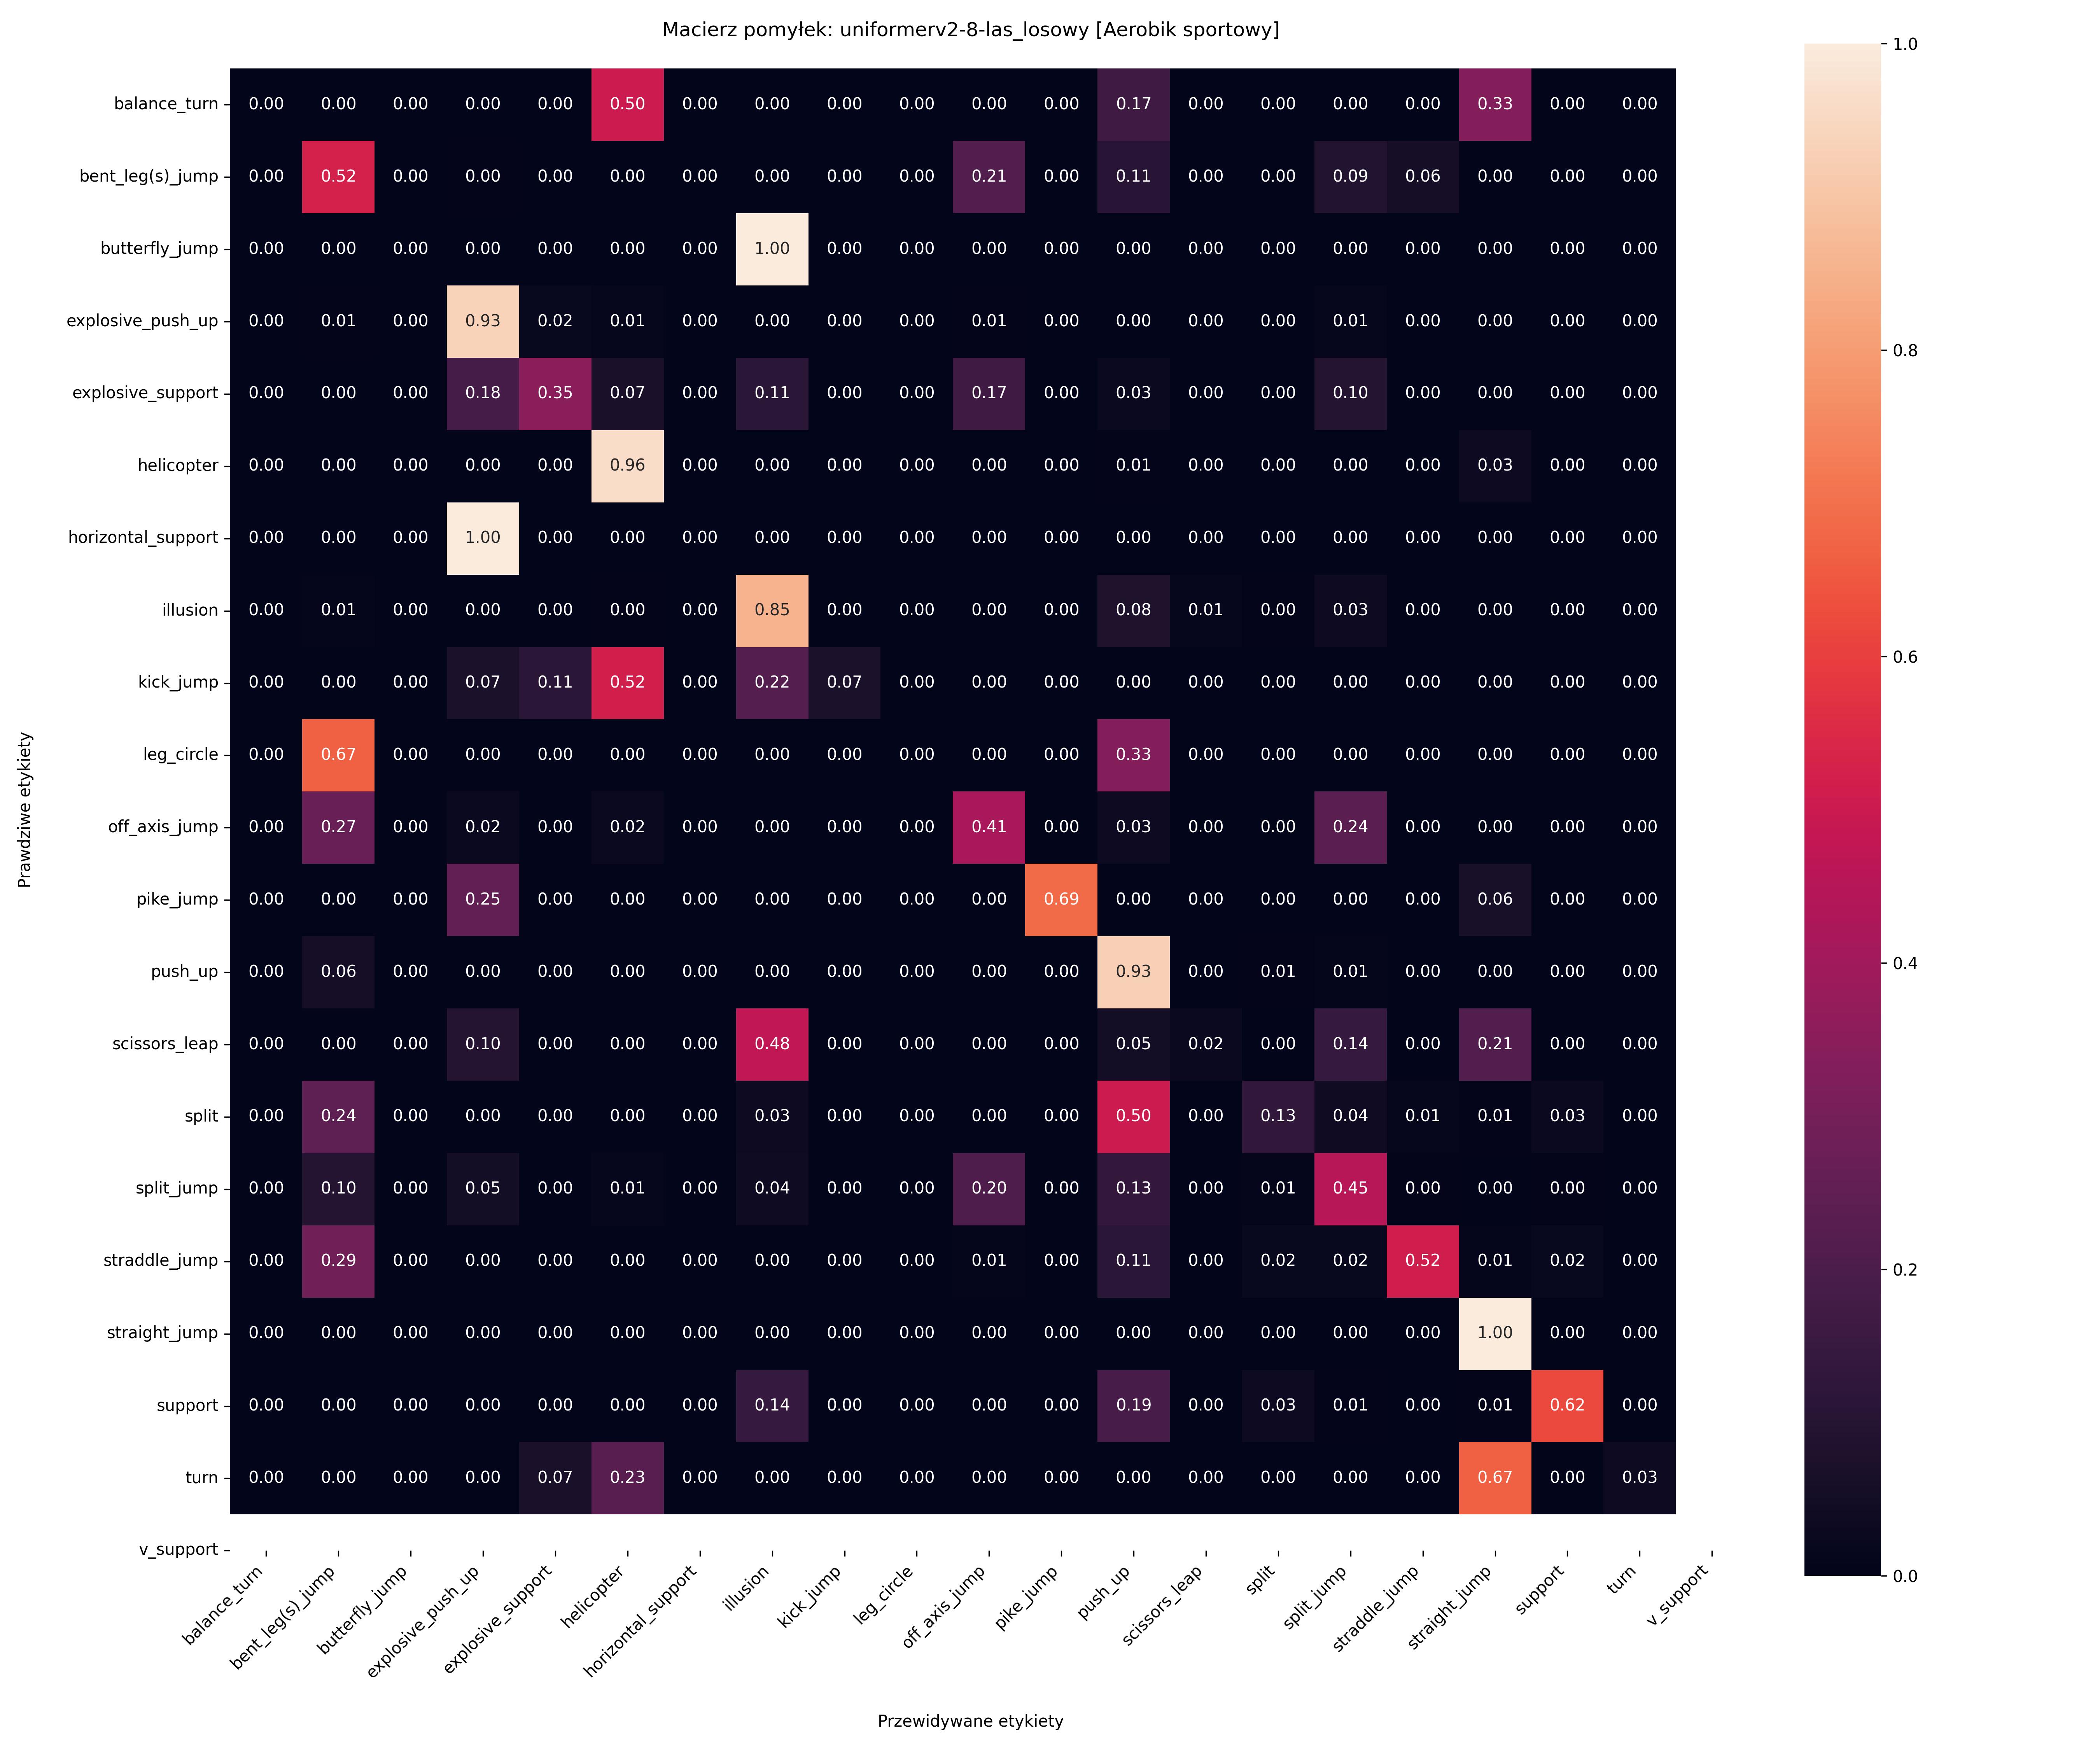 Macierz pomyłek: uniformerv2-8-las_losowy [Aerobik sportowy]
balance_turn 0.00 0.00 0.00 0.00 0.00 0.50 0.00 0.00 0.00 0.00 0.00 0.00 0.17 0.00 0.00 0.00 0.00 0.33 0.00 0.00
bent_leg(s)_jump 0.00 0.52 0.00 0.00 0.00 0.00 0.00 0.00 0.00 0.00 0.21 0.00 0.11 0.00 0.00 0.09 0.06 0.00 0.00 0.00
butterfly_jump 0.00 0.00 0.00 0.00 0.00 0.00 0.00 1.00 0.00 0.00 0.00 0.00 0.00 0.00 0.00 0.00 0.00 0.00 0.00 0.00
explosive_push_up 0.00 0.01 0.00 0.93 0.02 0.01 0.00 0.00 0.00 0.00 0.01 0.00 0.00 0.00 0.00 0.01 0.00 0.00 0.00 0.00
explosive_support 0.00 0.00 0.00 0.18 0.35 0.07 0.00 0.11 0.00 0.00 0.17 0.00 0.03 0.00 0.00 0.10 0.00 0.00 0.00 0.00
helicopter 0.00 0.00 0.00 0.00 0.00 0.96 0.00 0.00 0.00 0.00 0.00 0.00 0.01 0.00 0.00 0.00 0.00 0.03 0.00 0.00
horizontal_support 0.00 0.00 0.00 1.00 0.00 0.00 0.00 0.00 0.00 0.00 0.00 0.00 0.00 0.00 0.00 0.00 0.00 0.00 0.00 0.00
illusion 0.00 0.01 0.00 0.00 0.00 0.00 0.00 0.85 0.00 0.00 0.00 0.00 0.08 0.01 0.00 0.03 0.00 0.00 0.00 0.00
kick_jump 0.00 0.00 0.00 0.07 0.11 0.52 0.00 0.22 0.07 0.00 0.00 0.00 0.00 0.00 0.00 0.00 0.00 0.00 0.00 0.00
leg_circle 0.00 0.67 0.00 0.00 0.00 0.00 0.00 0.00 0.00 0.00 0.00 0.00 0.33 0.00 0.00 0.00 0.00 0.00 0.00 0.00
off_axis_jump 0.00 0.27 0.00 0.02 0.00 0.02 0.00 0.00 0.00 0.00 0.41 0.00 0.03 0.00 0.00 0.24 0.00 0.00 0.00 0.00
pike_jump 0.00 0.00 0.00 0.25 0.00 0.00 0.00 0.00 0.00 0.00 0.00 0.69 0.00 0.00 0.00 0.00 0.00 0.06 0.00 0.00
push_up 0.00 0.06 0.00 0.00 0.00 0.00 0.00 0.00 0.00 0.00 0.00 0.00 0.93 0.00 0.01 0.01 0.00 0.00 0.00 0.00
scissors_leap 0.00 0.00 0.00 0.10 0.00 0.00 0.00 0.48 0.00 0.00 0.00 0.00 0.05 0.02 0.00 0.14 0.00 0.21 0.00 0.00
split 0.00 0.24 0.00 0.00 0.00 0.00 0.00 0.03 0.00 0.00 0.00 0.00 0.50 0.00 0.13 0.04 0.01 0.01 0.03 0.00
split_jump 0.00 0.10 0.00 0.05 0.00 0.01 0.00 0.04 0.00 0.00 0.20 0.00 0.13 0.00 0.01 0.45 0.00 0.00 0.00 0.00
straddle_jump 0.00 0.29 0.00 0.00 0.00 0.00 0.00 0.00 0.00 0.00 0.01 0.00 0.11 0.00 0.02 0.02 0.52 0.01 0.02 0.00
straight_jump 0.00 0.00 0.00 0.00 0.00 0.00 0.00 0.00 0.00 0.00 0.00 0.00 0.00 0.00 0.00 0.00 0.00 1.00 0.00 0.00
support 0.00 0.00 0.00 0.00 0.00 0.00 0.00 0.14 0.00 0.00 0.00 0.00 0.19 0.00 0.03 0.01 0.00 0.01 0.62 0.00
turn 0.00 0.00 0.00 0.00 0.07 0.23 0.00 0.00 0.00 0.00 0.00 0.00 0.00 0.00 0.00 0.00 0.00 0.67 0.00 0.03
v_support
balance_turn
bent_leg(s)_jump
butterfly_jump
explosive_push_up
explosive_support
helicopter
horizontal_support
illusion
kick_jump
leg_circle
off_axis_jump
pike_jump
push_up
scissors_leap
split
split_jump
straddle_jump
straight_jump
support
turn
v_support
Przewidywane etykiety
Prawdziwe etykiety
1.0
0.8
0.6
0.4
0.2
0.0